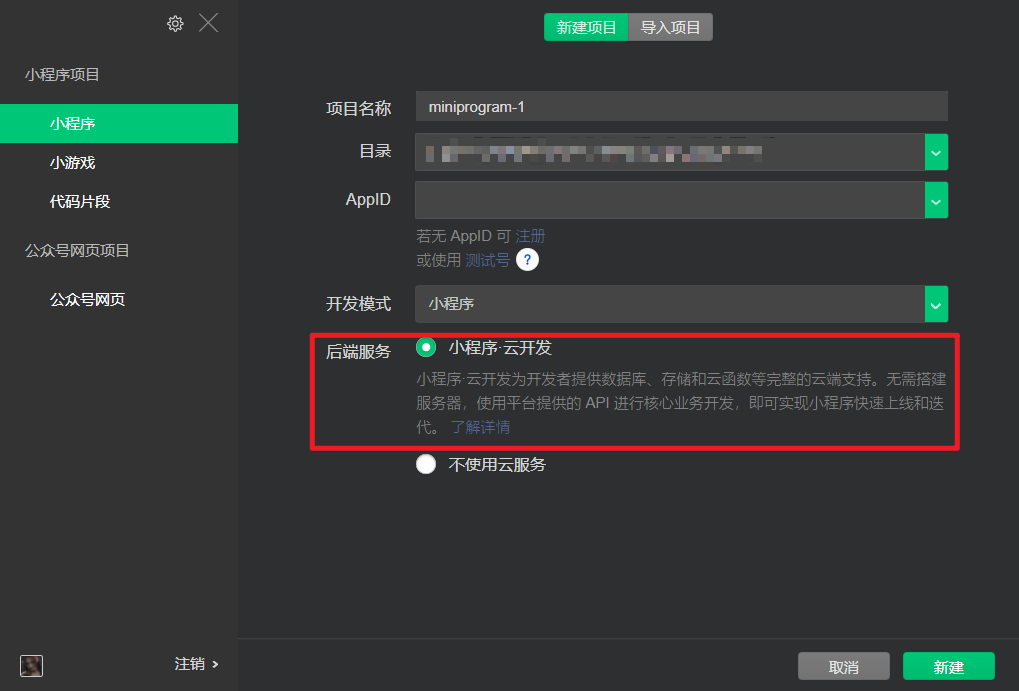 新建项目 导入项目
小程序项目
小程序
小游戏
代码片段
公众号网页项目
公众号网页
项目名称 miniprogram-1
目录
AppID
若无 AppID 可 注册
或使用 测试号 ?
开发模式 小程序
后端服务 小程序·云开发
小程序·云开发为开发者提供数据库、存储和云函数等完整的云端支持。无需搭建
服务器，使用平台提供的 API 进行核心业务开发，即可实现小程序快速上线和迭
代。 了解详情
不使用云服务
注销 >
取消 新建